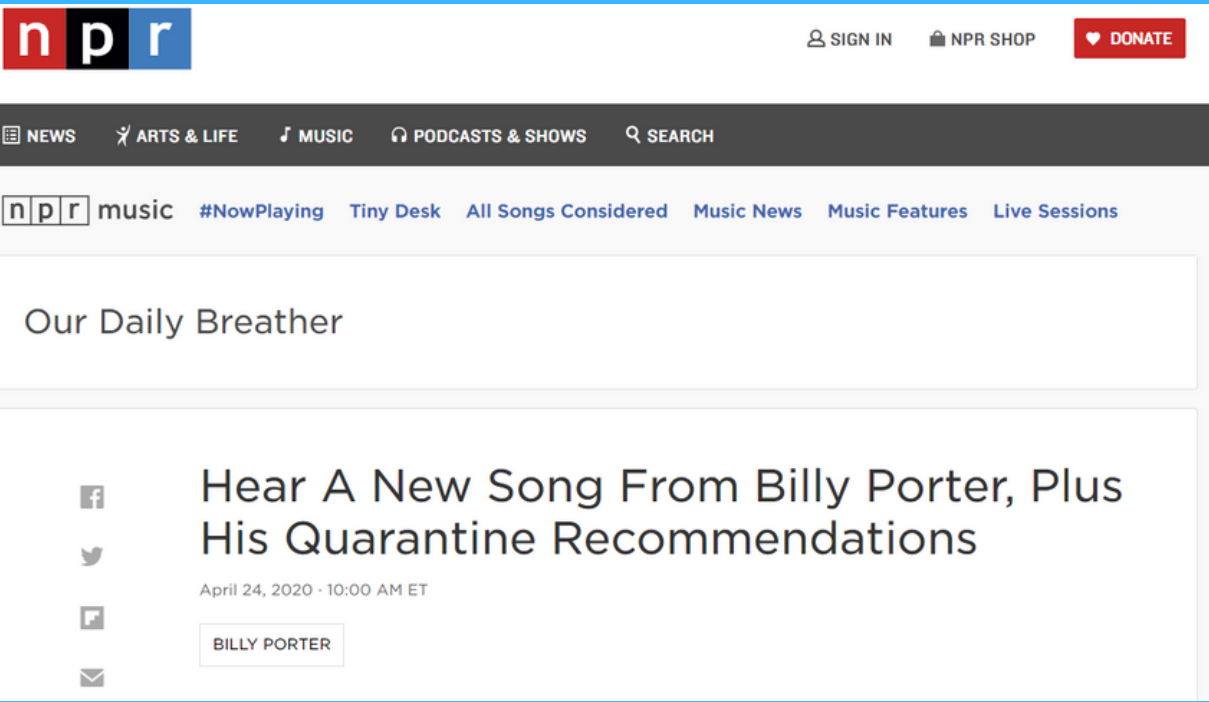 npr
SIGN IN NPR SHOP DONATE
NEWS ARTS & LIFE MUSIC PODCASTS & SHOWS SEARCH
npr music #NowPlaying Tiny Desk All Songs Considered Music News Music Features Live Sessions
Our Daily Breather
Hear A New Song From Billy Porter, Plus
His Quarantine Recommendations
April 24, 2020 · 10:00 AM ET
BILLY PORTER